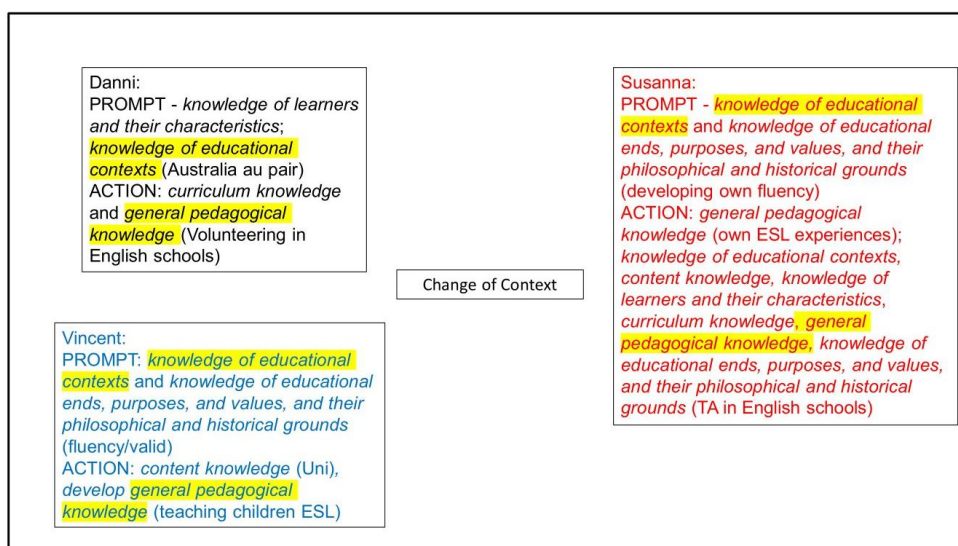 Danni:
PROMPT - knowledge of learners
and their characteristics;
knowledge of educational
contexts (Australia au pair)
ACTION: curriculum knowledge
and general pedagogical
knowledge (Volunteering in
English schools)
Change of Context
Vincent:
PROMPT: knowledge of educational
contexts and knowledge of educational
ends, purposes, and values, and their
philosophical and historical grounds
(fluency/valid)
ACTION: content knowledge (Uni),
develop general pedagogical
knowledge (teaching children ESL)
Susanna:
PROMPT - knowledge of educational
contexts and knowledge of educational
ends, purposes, and values, and their
philosophical and historical grounds
(developing own fluency)
ACTION: general pedagogical
knowledge (own ESL experiences);
knowledge of educational contexts,
content knowledge, knowledge of
learners and their characteristics,
curriculum knowledge, general
pedagogical knowledge, knowledge of
educational ends, purposes, and values,
and their philosophical and historical
grounds (TA in English schools)